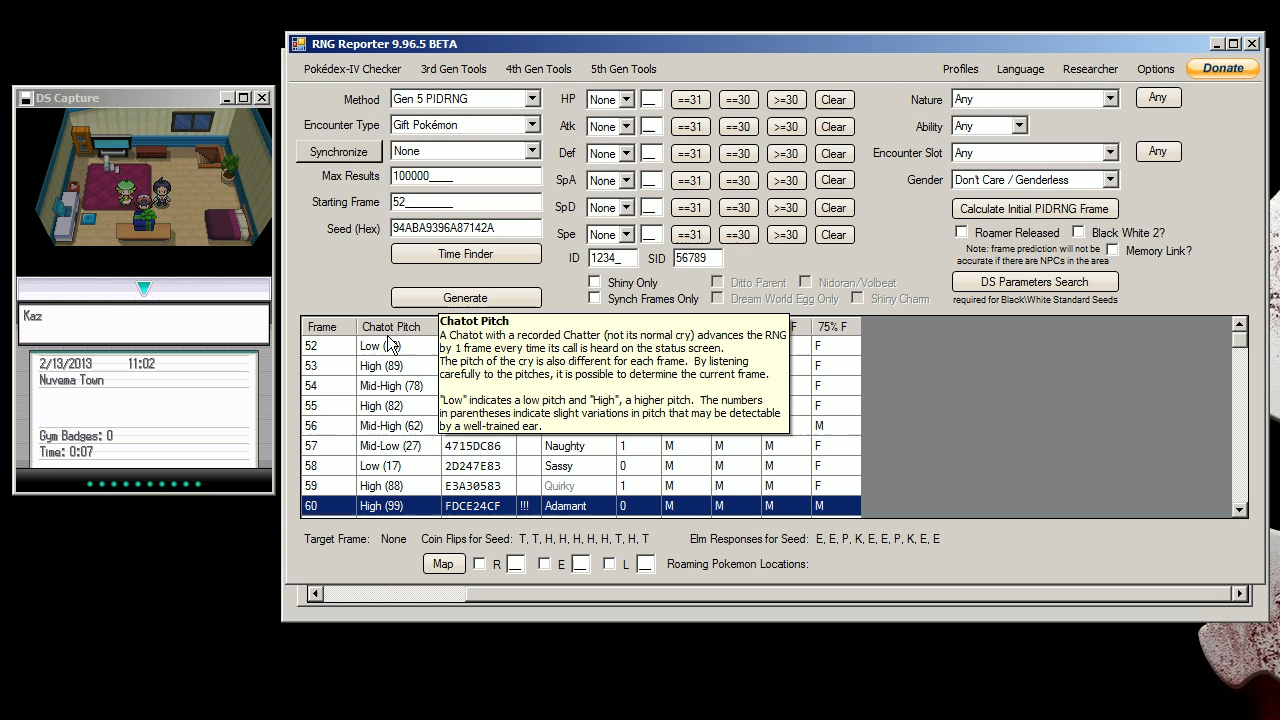 RNG Reporter 9.96.5 BETA
Pokédex-IV Checker 3rd Gen Tools 4th Gen Tools 5th Gen Tools Profiles Language Researcher Options Donate
DS Capture
Kaz
2/13/2013 11:02
Nuvema Town
Gym Badges: 0
Time: 0:07
Method Gen 5 PIDRNG
Encounter Type Gift Pokémon
Synchronize None
Max Results 100000____
Starting Frame 52________
Seed (Hex) 94ABA9396A87142A
Time Finder
Generate
HP None __ ==31 ==30 >=30 Clear
Atk None __ ==31 ==30 >=30 Clear
Def None __ ==31 ==30 >=30 Clear
SpA None __ ==31 ==30 >=30 Clear
SpD None __ ==31 ==30 >=30 Clear
Spe None __ ==31 ==30 >=30 Clear
ID 1234_ SID 56789
Shiny Only Ditto Parent Nidoran/Volbeat
Synch Frames Only Dream World Egg Only Shiny Charm
Nature Any Any
Ability Any
Encounter Slot Any Any
Gender Don't Care / Genderless
Calculate Initial PIDRNG Frame
Roamer Released Black White 2?
Note: frame prediction will not be
accurate if there are NPCs in the area
Memory Link?
DS Parameters Search
required for Black\White Standard Seeds
Frame Chatot Pitch F 75% F
52 Low F
53 High (89) F
54 Mid-High (78) F
55 High (82) F
56 Mid-High (62) M
57 Mid-Low (27) 4715DC86 Naughty 1 M M M F
58 Low (17) 2D247E83 Sassy 0 M M M F
59 High (88) E3A30583 Quirky 1 M M M F
60 High (99) FDCE24CF !!! Adamant 0 M M M M
Chatot Pitch
A Chatot with a recorded Chatter (not its normal cry) advances the RNG
by 1 frame every time its call is heard on the status screen.
The pitch of the cry is also different for each frame. By listening
carefully to the pitches, it is possible to determine the current frame.
"Low" indicates a low pitch and "High", a higher pitch. The numbers
in parentheses indicate slight variations in pitch that may be detectable
by a well-trained ear.
Target Frame: None Coin Flips for Seed: T, T, H, H, H, H, H, T, H, T Elm Responses for Seed: E, E, P, K, E, E, P, K, E, E
Map R __ E __ L __ Roaming Pokemon Locations: